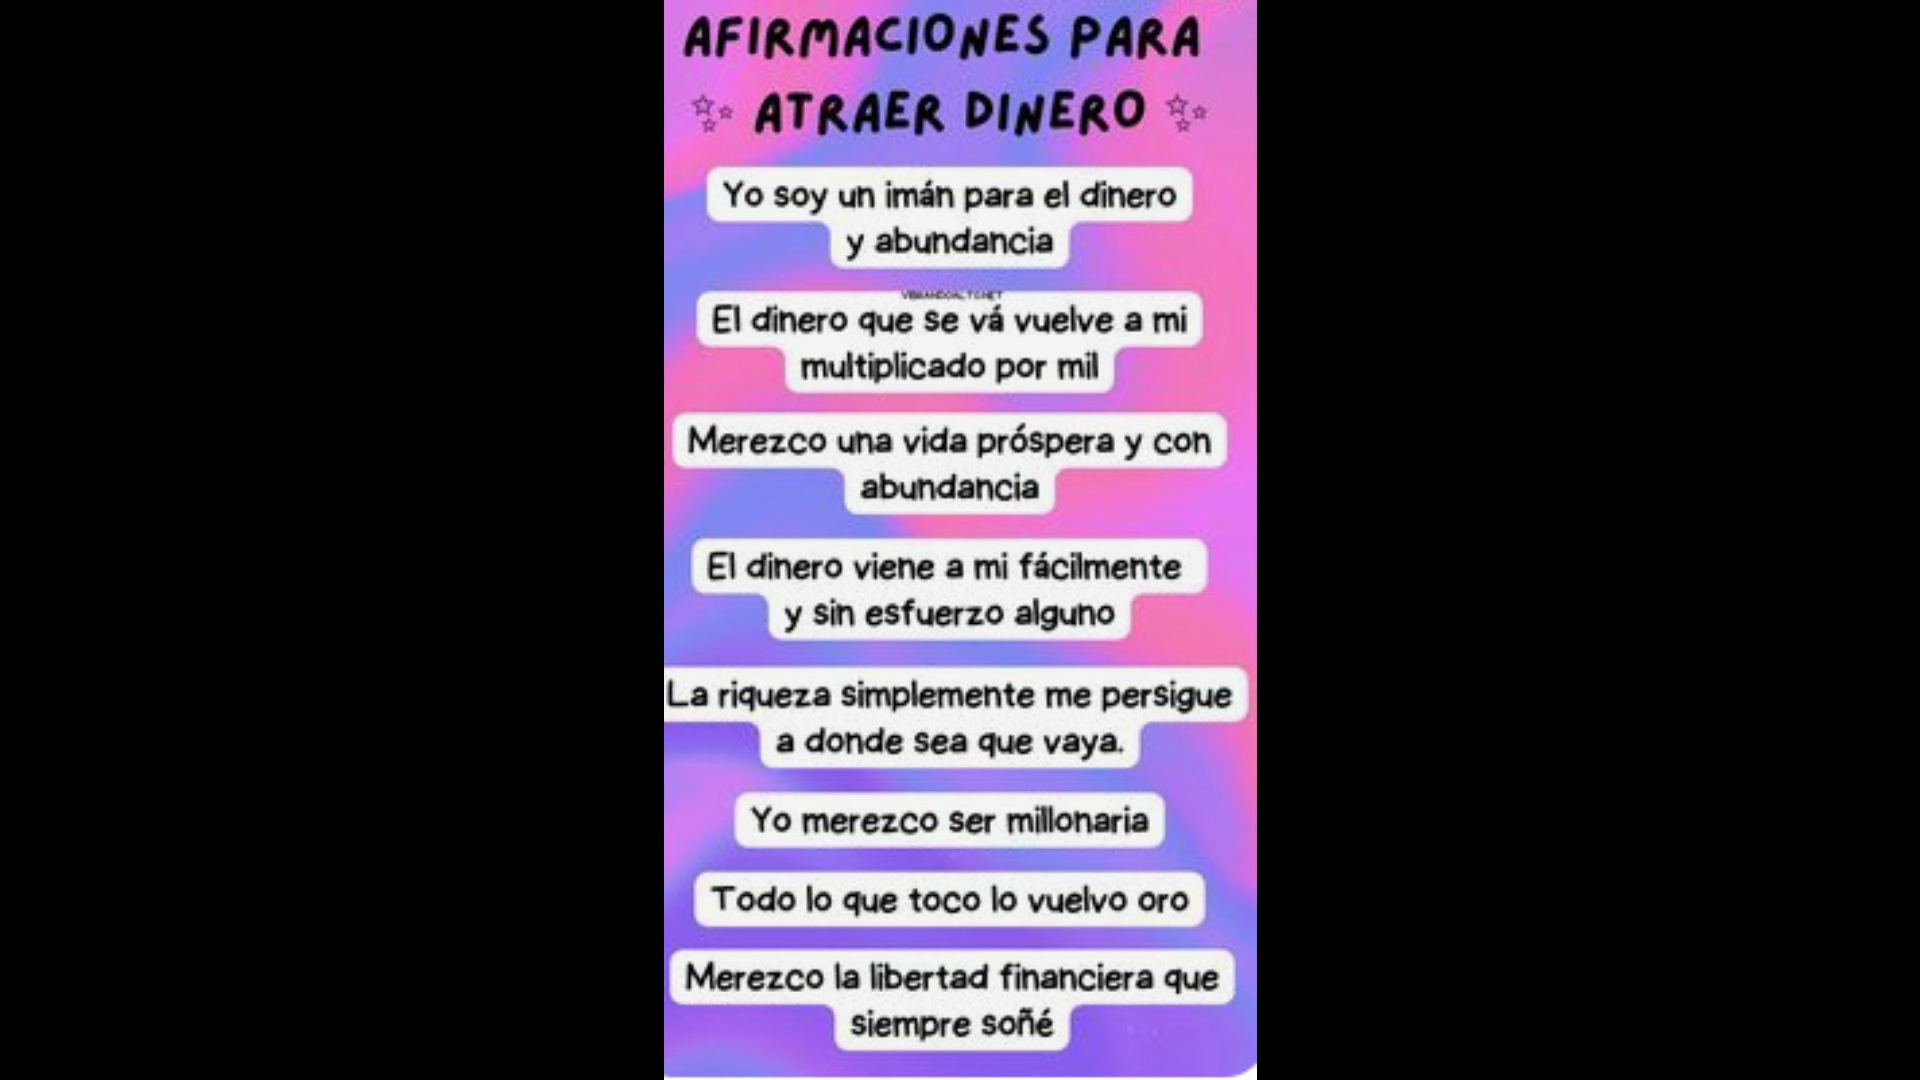 AFIRMACIONES PARA
ATRAER DINERO
Yo soy un imán para el dinero
y abundancia
VIBRANDOALTO.NET
El dinero que se vá vuelve a mi
multiplicado por mil
Merezco una vida próspera y con
abundancia
El dinero viene a mi fácilmente
y sin esfuerzo alguno
La riqueza simplemente me persigue
a donde sea que vaya.
Yo merezco ser millonaria
Todo lo que toco lo vuelvo oro
Merezco la libertad financiera que
siempre soñé